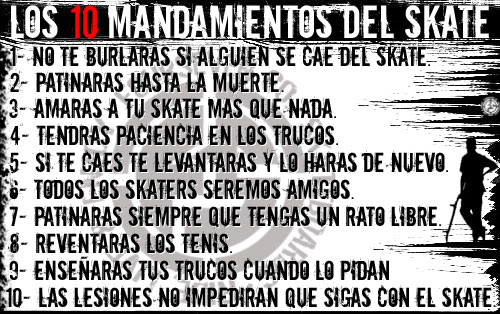 LOS 10 MANDAMIENTOS DEL SKATE
1- NO TE BURLARAS SI ALGUIEN SE CAE DEL SKATE.
2- PATINARAS HASTA LA MUERTE.
3- AMARAS A TU SKATE MAS QUE NADA.
4- TENDRAS PACIENCIA EN LOS TRUCOS.
5- SI TE CAES TE LEVANTARAS Y LO HARAS DE NUEVO.
6- TODOS LOS SKATERS SEREMOS AMIGOS.
7- PATINARAS SIEMPRE QUE TENGAS UN RATO LIBRE.
8- REVENTARAS LOS TENIS.
9- ENSEÑARAS TUS TRUCOS CUANDO LO PIDAN
10- LAS LESIONES NO IMPEDIRAN QUE SIGAS CON EL SKATE.